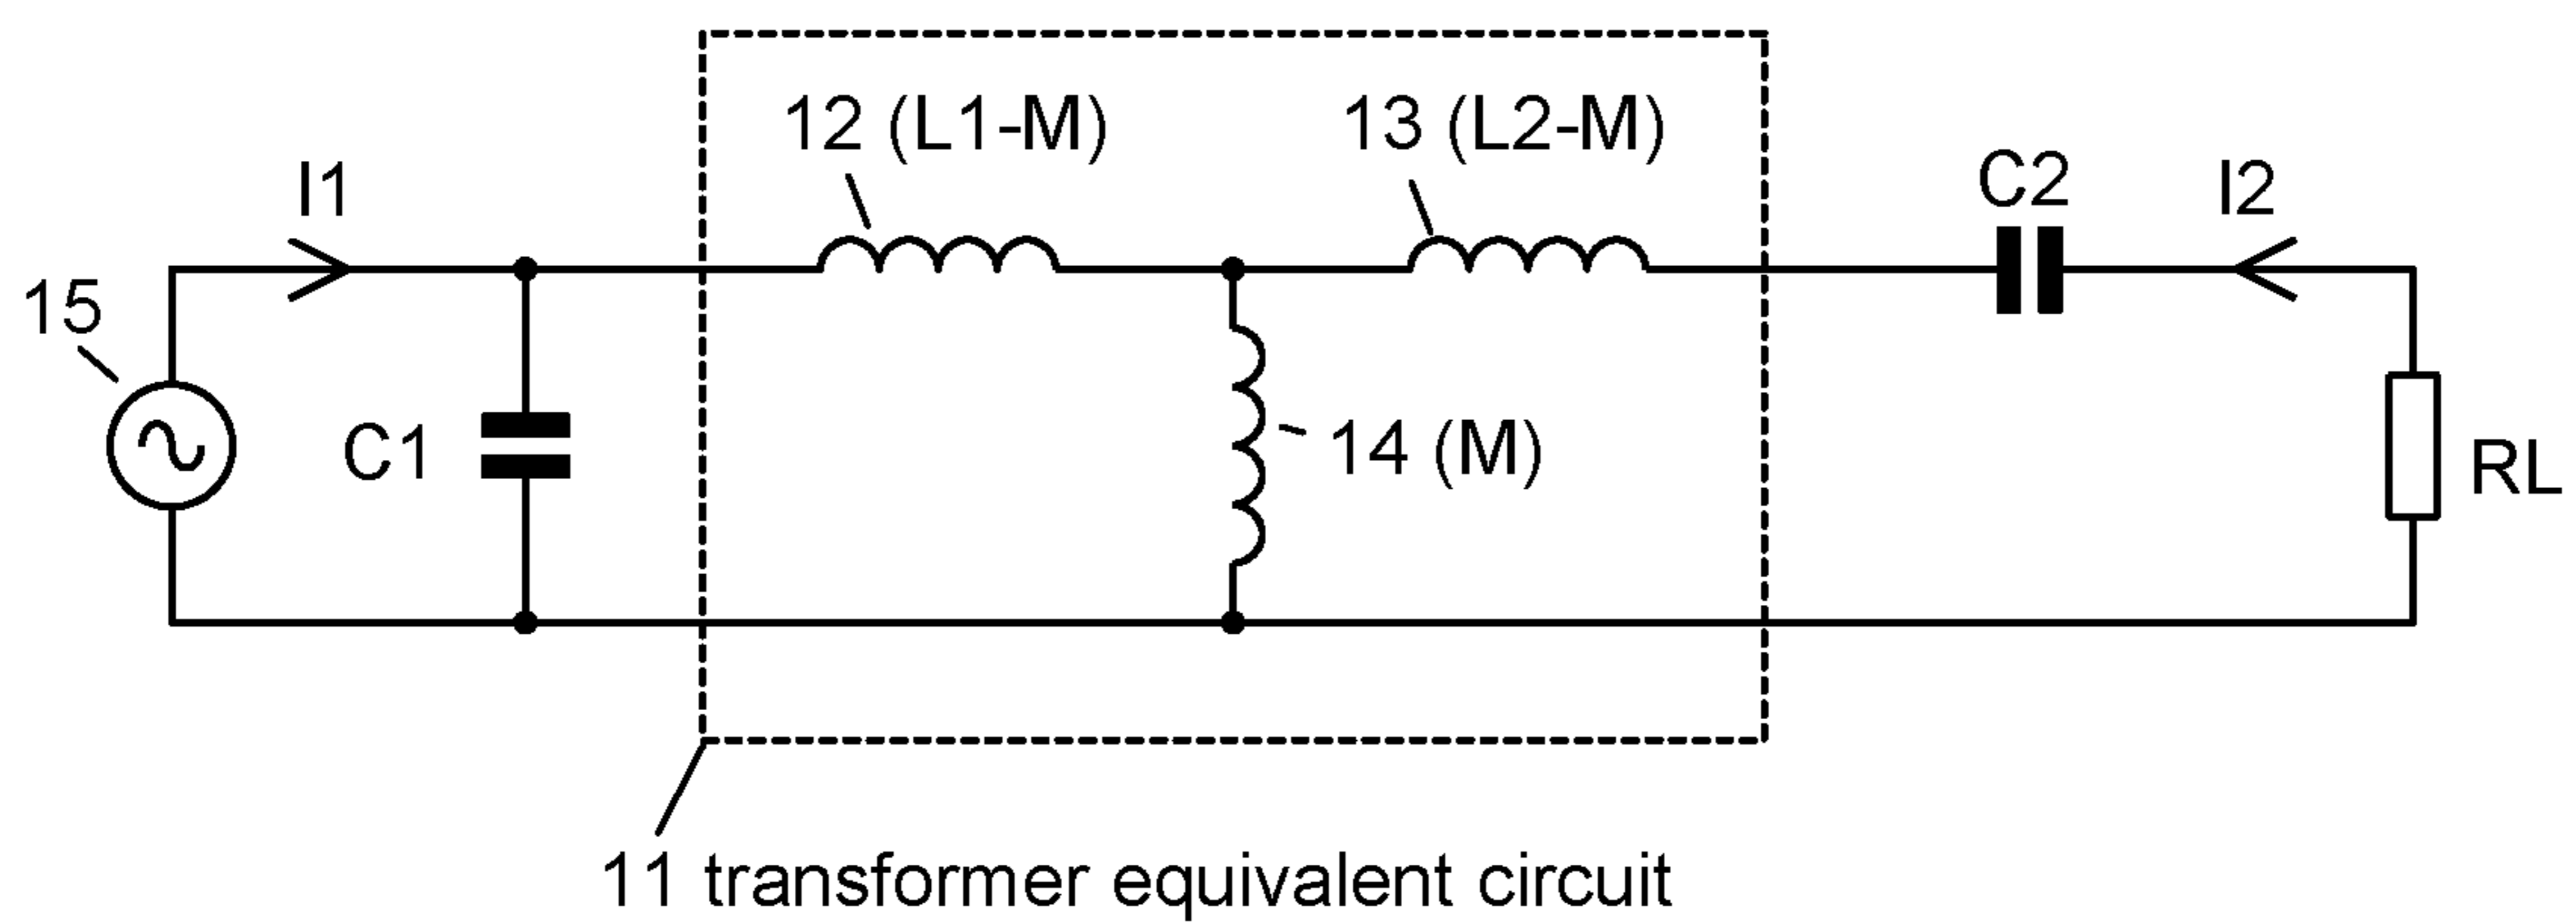 12 (L1-M)
13 (L2-M)
I1
C2
I2
15
C1
14 (M)
RL
11 transformer equivalent circuit